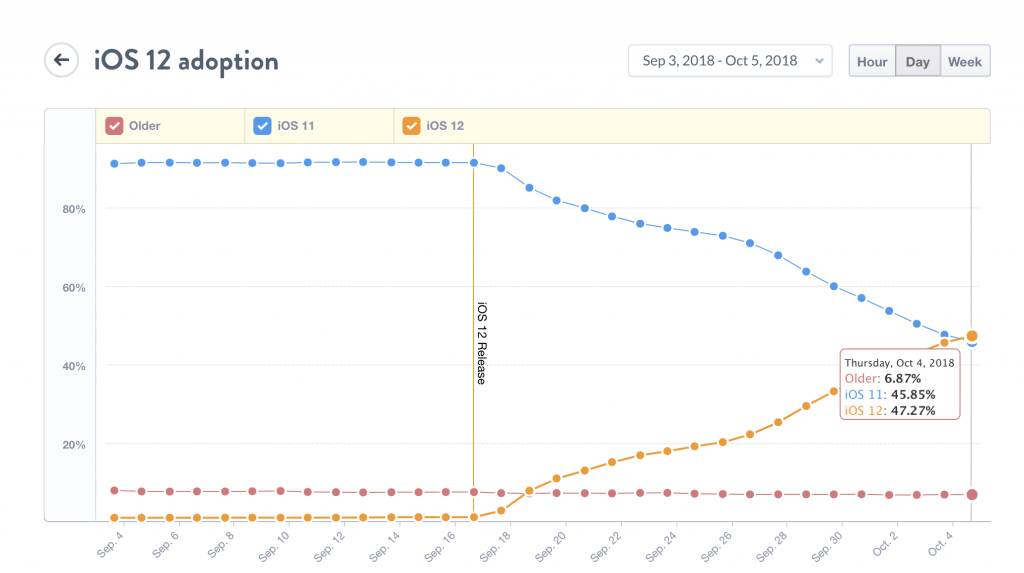 iOS 12 adoption
Sep 3, 2018 - Oct 5, 2018
Hour Day Week
Older iOS 11 iOS 12
80%
60%
40%
20%
iOS 12 Release
Thursday, Oct 4, 2018
Older: 6.87%
iOS 11: 45.85%
iOS 12: 47.27%
Sep. 4 Sep. 6 Sep. 8 Sep. 10 Sep. 12 Sep. 14 Sep. 16 Sep. 18 Sep. 20 Sep. 22 Sep. 24 Sep. 26 Sep. 28 Sep. 30 Oct. 2 Oct. 4